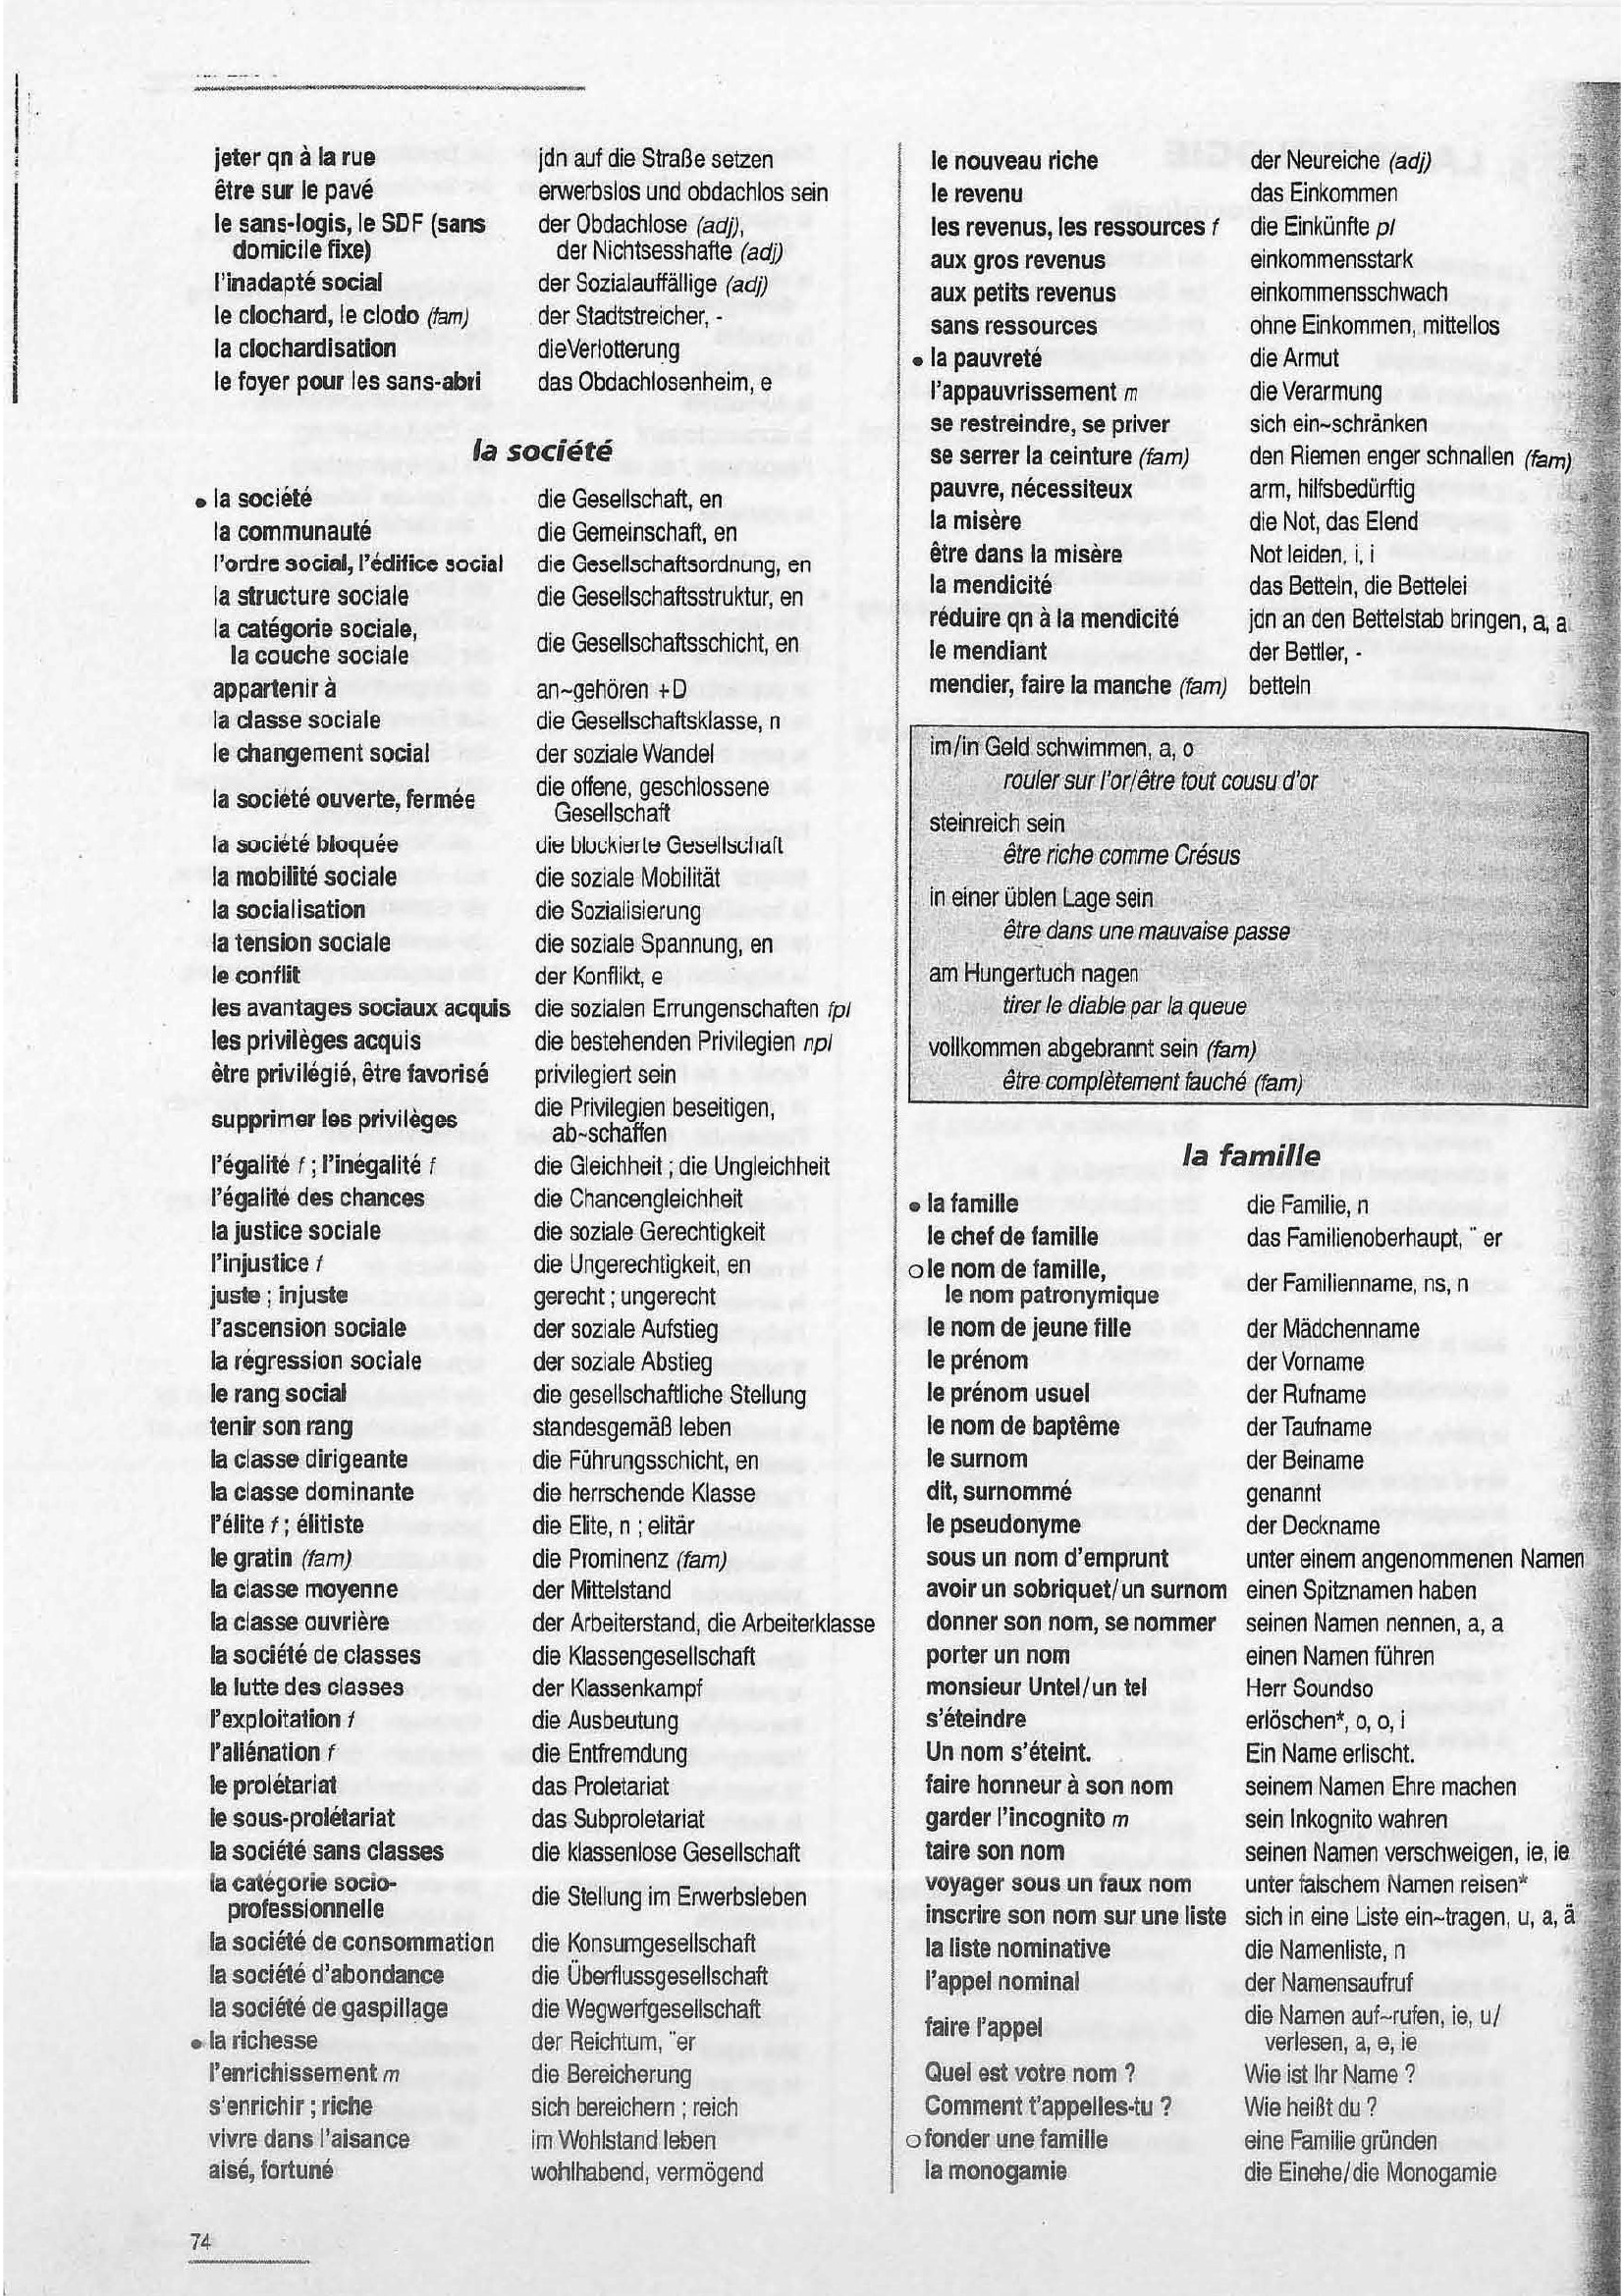 jeter qn à la rue jdn auf die Straße setzen
être sur le pavé erwerbslos und obdachlos sein
le sans-logis, le SDF (sans der Obdachlose (adj),
domicile fixe) der Nichtsesshafte (adj)
l'inadapté social der Sozialauffällige (adj)
le clochard, le clodo (fam) der Stadtstreicher, -
la clochardisation dieVerlotterung
le foyer pour les sans-abri das Obdachlosenheim, e
la société
• la société die Gesellschaft, en
la communauté die Gemeinschaft, en
l'ordre social, l'édifice social die Gesellschaftsordnung, en
la structure sociale die Gesellschaftsstruktur, en
la catégorie sociale,
la couche sociale die Gesellschaftsschicht, en
appartenir à an~gehören +D
la classe sociale die Gesellschaftsklasse, n
le changement social der soziale Wandel
la société ouverte, fermée die offene, geschlossene
Gesellschaft
la société bloquée die blockierte Gesellschaft
la mobilité sociale die soziale Mobilität
la socialisation die Sozialisierung
la tension sociale die soziale Spannung, en
le conflit der Konflikt, e
les avantages sociaux acquis die sozialen Errungenschaften fpl
les privilèges acquis die bestehenden Privilegien npl
être privilégié, être favorisé privilegiert sein
supprimer les privilèges die Privilegien beseitigen,
ab~schaffen
l'égalité f ; l'inégalité f die Gleichheit ; die Ungleichheit
l'égalité des chances die Chancengleichheit
la justice sociale die soziale Gerechtigkeit
l'injustice f die Ungerechtigkeit, en
juste ; injuste gerecht ; ungerecht
l'ascension sociale der soziale Aufstieg
la régression sociale der soziale Abstieg
le rang social die gesellschaftliche Stellung
tenir son rang standesgemäß leben
la classe dirigeante die Führungsschicht, en
la classe dominante die herrschende Klasse
l'élite f ; élitiste die Elite, n ; elitär
le gratin (fam) die Prominenz (fam)
la classe moyenne der Mittelstand
la classe ouvrière der Arbeiterstand, die Arbeiterklasse
la société de classes die Klassengesellschaft
la lutte des classes der Klassenkampf
l'exploitation f die Ausbeutung
l'aliénation f die Entfremdung
le prolétariat das Proletariat
le sous-prolétariat das Subproletariat
la société sans classes die klassenlose Gesellschaft
la catégorie socio-
professionnelle die Stellung im Erwerbsleben
la société de consommation die Konsumgesellschaft
la société d'abondance die Überflussgesellschaft
la société de gaspillage die Wegwerfgesellschaft
• la richesse der Reichtum, ¨er
l'enrichissement m die Bereicherung
s'enrichir ; riche sich bereichern ; reich
vivre dans l'aisance im Wohlstand leben
aisé, fortuné wohlhabend, vermögend
74
le nouveau riche der Neureiche (adj)
le revenu das Einkommen
les revenus, les ressources f die Einkünfte pl
aux gros revenus einkommensstark
aux petits revenus einkommensschwach
sans ressources ohne Einkommen, mittellos
• la pauvreté die Armut
l'appauvrissement m die Verarmung
se restreindre, se priver sich ein~schränken
se serrer la ceinture (fam) den Riemen enger schnallen (fam)
pauvre, nécessiteux arm, hilfsbedürftig
la misère die Not, das Elend
être dans la misère Not leiden, i, i
la mendicité das Betteln, die Bettelei
réduire qn à la mendicité jdn an den Bettelstab bringen, a, a
le mendiant der Bettler, -
mendier, faire la manche (fam) betteln
im/in Geld schwimmen, a, o
rouler sur l'or/être tout cousu d'or
steinreich sein
être riche comme Crésus
in einer üblen Lage sein
être dans une mauvaise passe
am Hungertuch nagen
tirer le diable par la queue
vollkommen abgebrannt sein (fam)
être complètement fauché (fam)
la famille
• la famille die Familie, n
le chef de famille das Familienoberhaupt, ¨er
o le nom de famille,
le nom patronymique der Familienname, ns, n
le nom de jeune fille der Mädchenname
le prénom der Vorname
le prénom usuel der Rufname
le nom de baptême der Taufname
le surnom der Beiname
dit, surnommé genannt
le pseudonyme der Deckname
sous un nom d'emprunt unter einem angenommenen Namen
avoir un sobriquet/un surnom einen Spitznamen haben
donner son nom, se nommer seinen Namen nennen, a, a
porter un nom einen Namen führen
monsieur Untel/un tel Herr Soundso
s'éteindre erlöschen*, o, o, i
Un nom s'éteint. Ein Name erlischt.
faire honneur à son nom seinem Namen Ehre machen
garder l'incognito m sein Inkognito wahren
taire son nom seinen Namen verschweigen, ie, ie
voyager sous un faux nom unter falschem Namen reisen*
inscrire son nom sur une liste sich in eine Liste ein~tragen, u, a, ä
la liste nominative die Namenliste, n
l'appel nominal der Namensaufruf
faire l'appel die Namen auf~rufen, ie, u/
verlesen, a, e, ie
Quel est votre nom ? Wie ist Ihr Name ?
Comment t'appelles-tu ? Wie heißt du ?
o fonder une famille eine Familie gründen
la monogamie die Einehe/die Monogamie